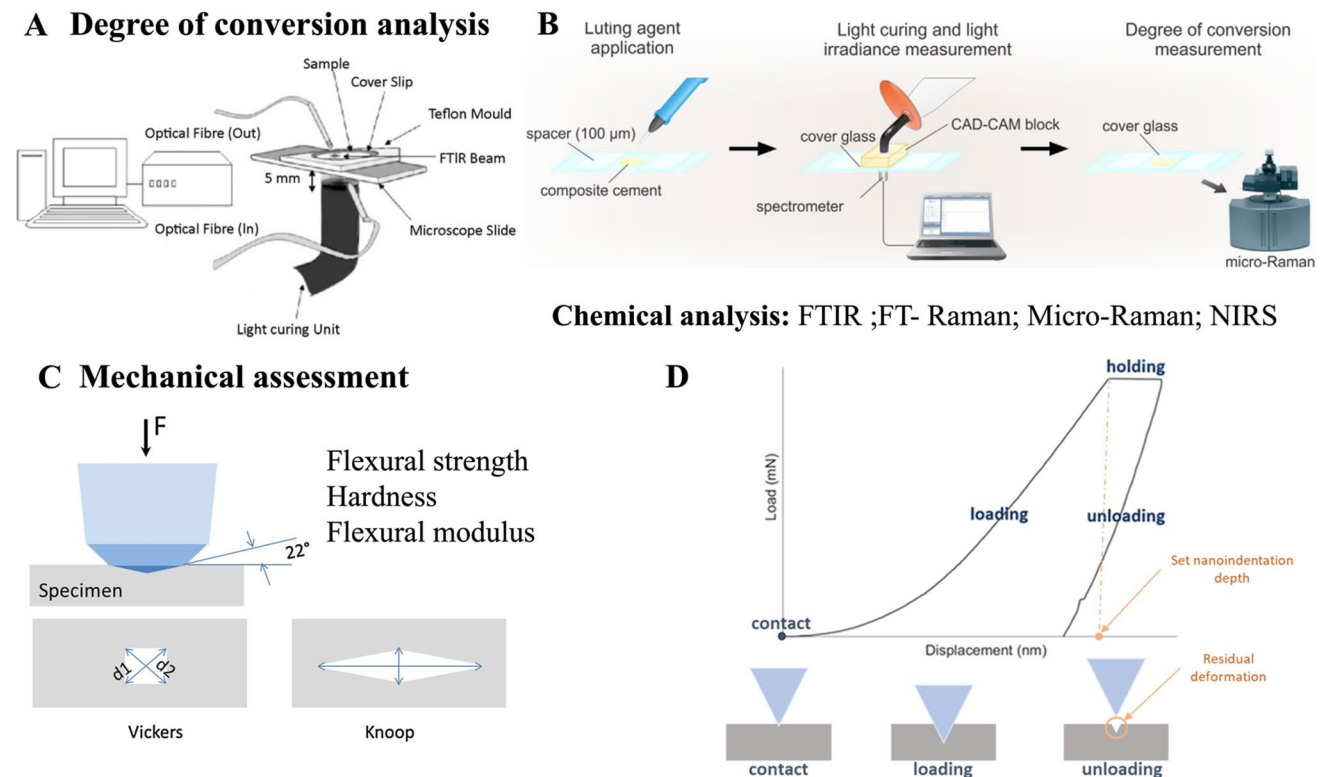 A Degree of conversion analysis
Sample
Cover Slip
Teflon Mould
Optical Fibre (Out)
FTIR Beam
5 mm
Optical Fibre (In)
Microscope Slide
Light curing Unit
B
Luting agent
application
Light curing and light
irradiance measurement
Degree of conversion
measurement
spacer (100 μm)
composite cement
cover glass
CAD-CAM block
spectrometer
cover glass
micro-Raman
Chemical analysis: FTIR ;FT- Raman; Micro-Raman; NIRS
C Mechanical assessment
F
22°
Specimen
Flexural strength
Hardness
Flexural modulus
d1
d2
Vickers
Knoop
D
holding
Load (mN)
loading
unloading
Set nanoindentation
depth
contact
Displacement (nm)
Residual
deformation
contact
loading
unloading